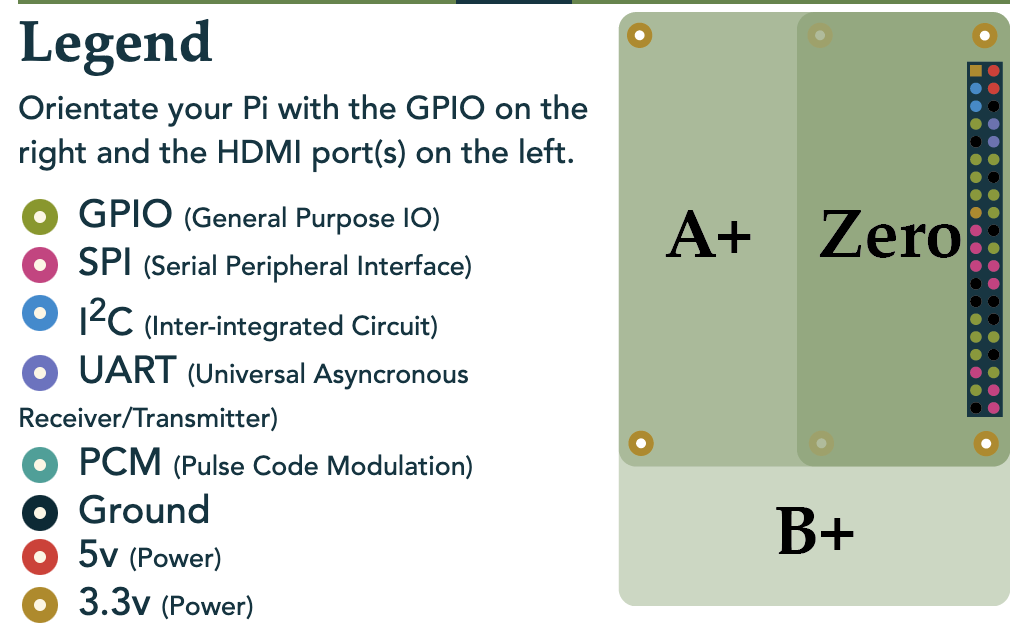 Legend
Orientate your Pi with the GPIO on the
right and the HDMI port(s) on the left.
GPIO (General Purpose IO)
SPI (Serial Peripheral Interface)
I²C (Inter-integrated Circuit)
UART (Universal Asyncronous
Receiver/Transmitter)
PCM (Pulse Code Modulation)
Ground
5v (Power)
3.3v (Power)
A+
Zero
B+